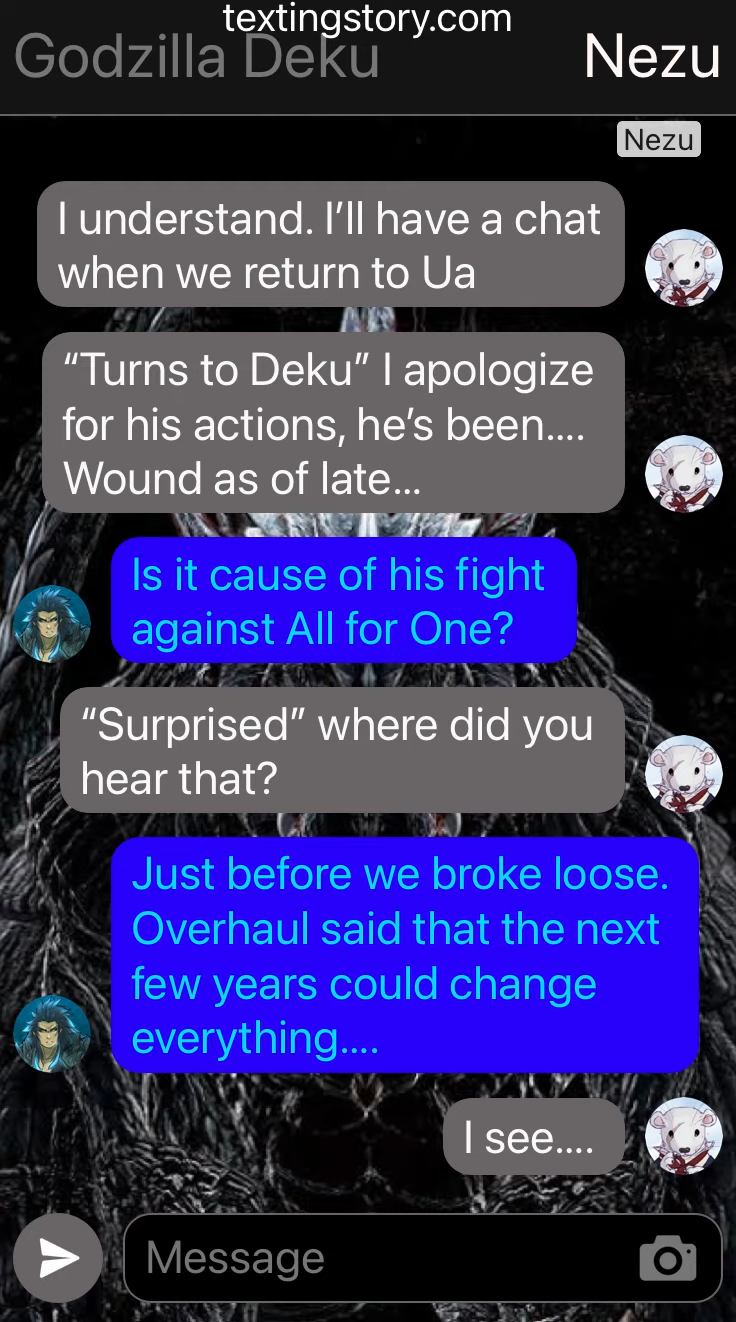 textingstory.com
Godzilla Deku
Nezu
Nezu
I understand. I’ll have a chat
when we return to Ua
“Turns to Deku” I apologize
for his actions, he’s been....
Wound as of late...
Is it cause of his fight
against All for One?
“Surprised” where did you
hear that?
Just before we broke loose.
Overhaul said that the next
few years could change
everything....
I see....
Message